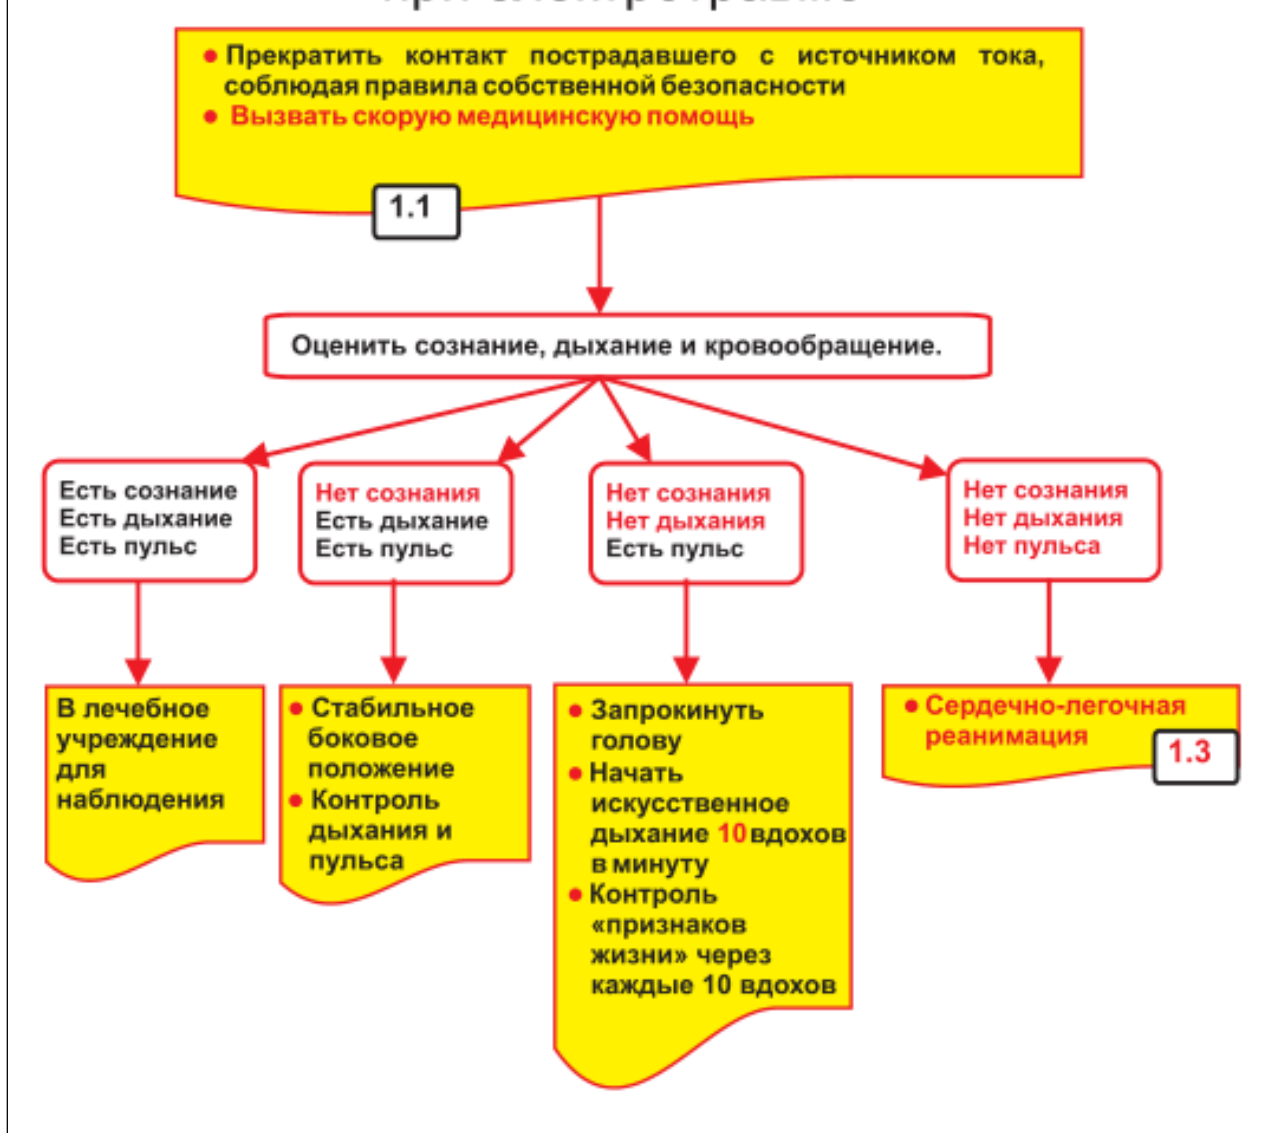 • Прекратить контакт пострадавшего с источником тока,
соблюдая правила собственной безопасности
• Вызвать скорую медицинскую помощь
1.1
Оценить сознание, дыхание и кровообращение.
Есть сознание
Есть дыхание
Есть пульс
Нет сознания
Есть дыхание
Есть пульс
Нет сознания
Нет дыхания
Есть пульс
Нет сознания
Нет дыхания
Нет пульса
В лечебное
учреждение
для
наблюдения
• Стабильное
боковое
положение
• Контроль
дыхания и
пульса
• Запрокинуть
голову
• Начать
искусственное
дыхание 10 вдохов
в минуту
• Контроль
«признаков
жизни» через
каждые 10 вдохов
• Сердечно-легочная
реанимация
1.3